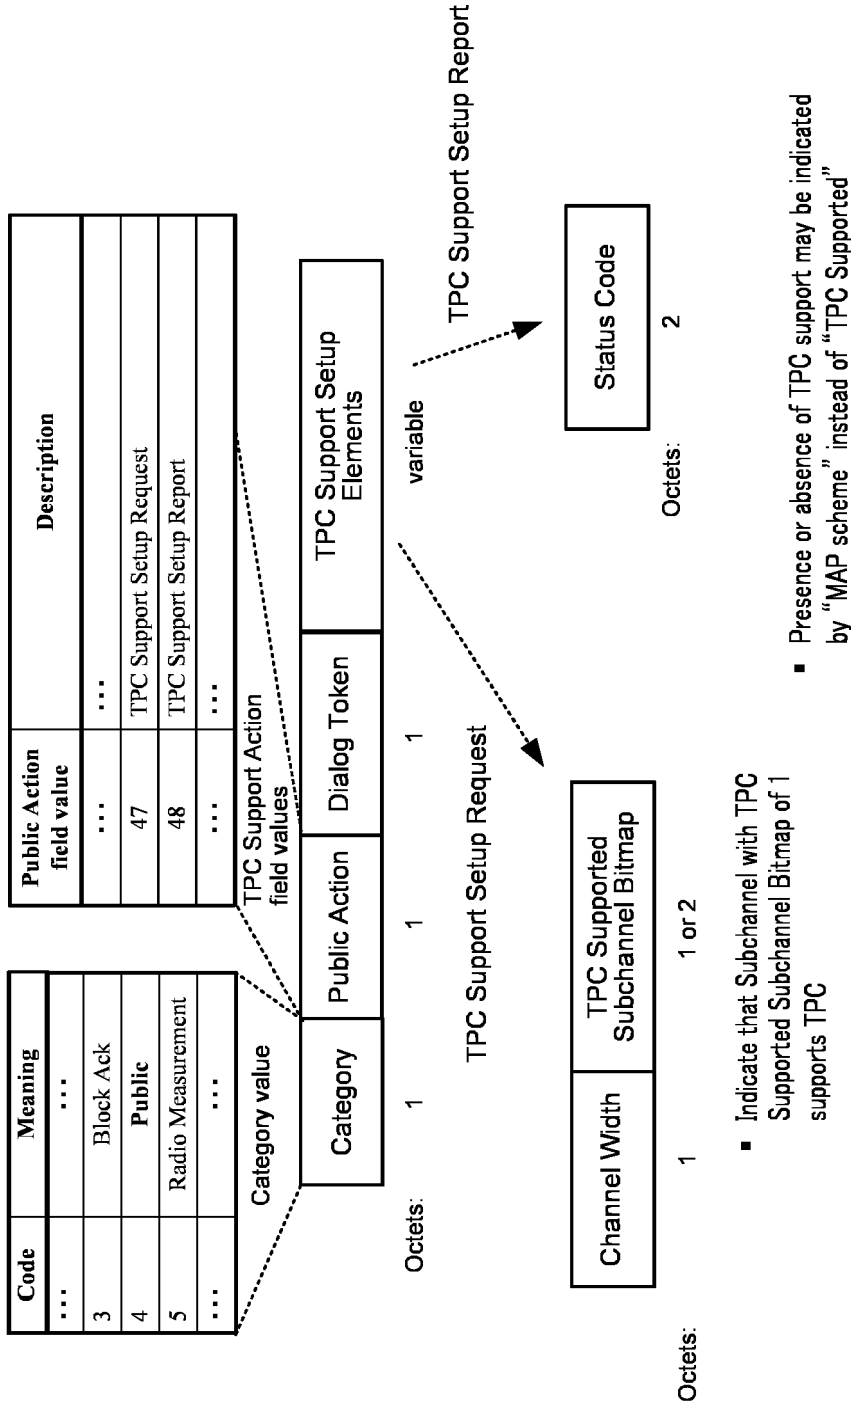 Code Meaning
... ...
3 Block Ack
4 Public
5 Radio Measurement
... ...
Category value
Public Action
field value
Description
... ...
47 TPC Support Setup Request
48 TPC Support Setup Report
... ...
TPC Support Action
field values
Category
Public Action
Dialog Token
TPC Support Setup
Elements
Octets: 1 1 1 variable
TPC Support Setup Request
TPC Support Setup Report
Channel Width
TPC Supported
Subchannel Bitmap
Octets: 1 1 or 2
Status Code
Octets: 2
▪ Indicate that Subchannel with TPC
Supported Subchannel Bitmap of 1
supports TPC
▪ Presence or absence of TPC support may be indicated
by “MAP scheme” instead of “TPC Supported”